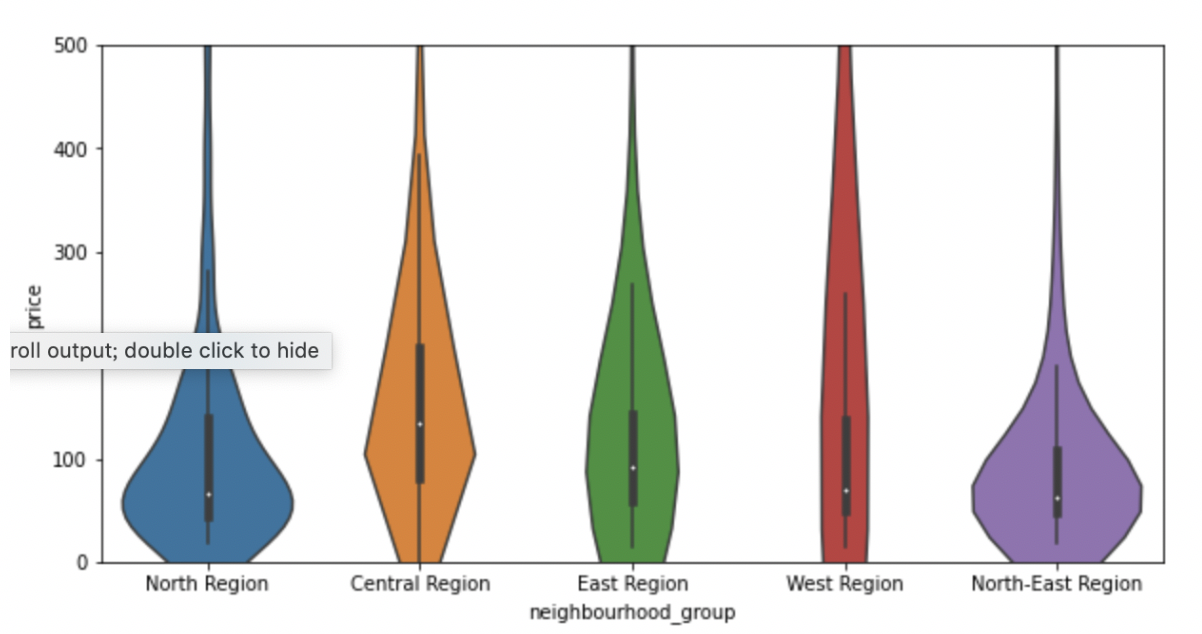 500
400
300
price
roll output; double click to hide
100
0
North Region Central Region East Region West Region North-East Region
neighbourhood_group